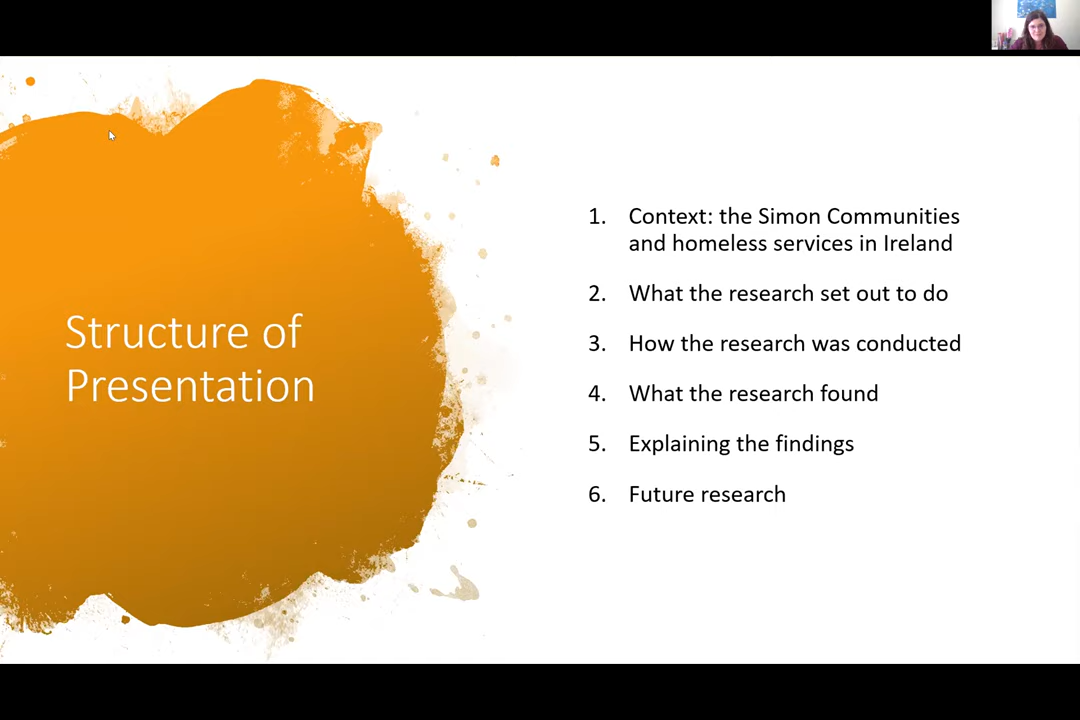 Structure of
Presentation
1. Context: the Simon Communities
and homeless services in Ireland
2. What the research set out to do
3. How the research was conducted
4. What the research found
5. Explaining the findings
6. Future research